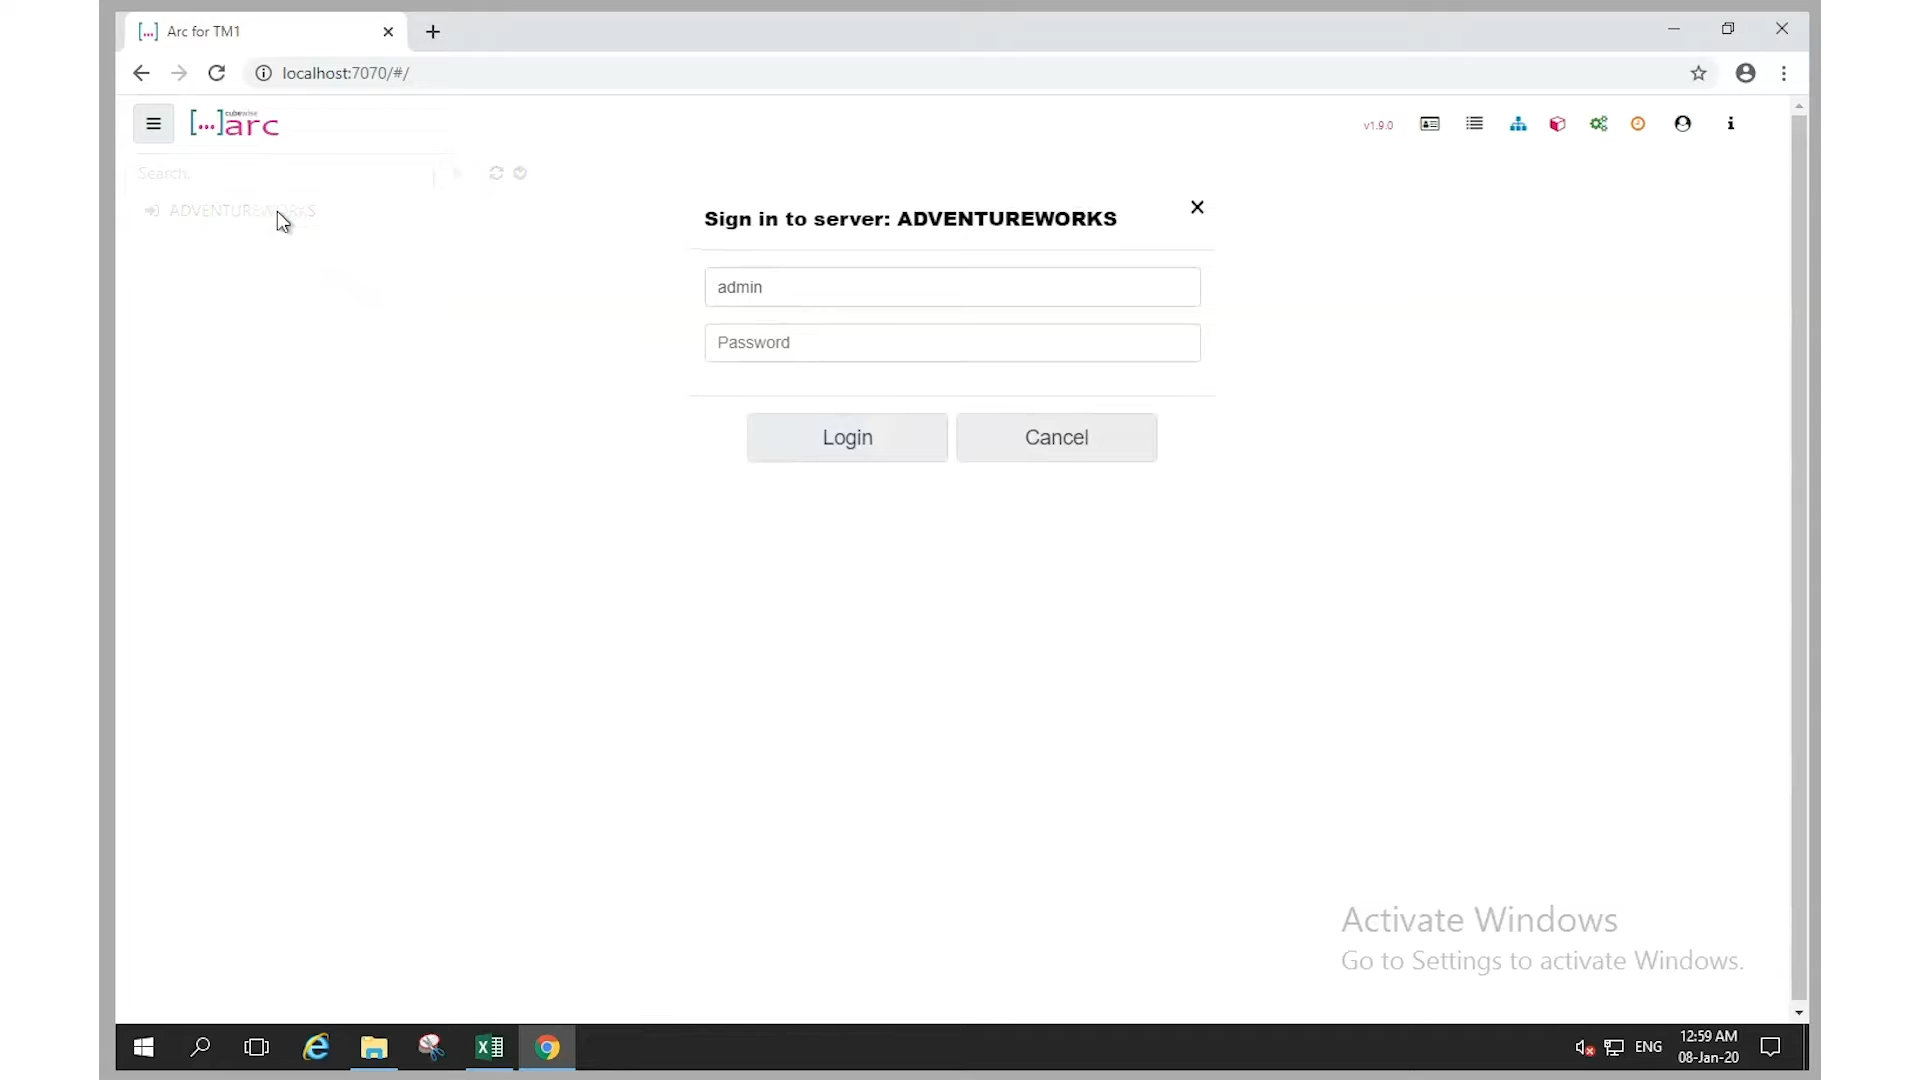 [...] Arc for TM1
localhost:7070/#/
[...]arc
cubewise
v1.9.0
Search:
ADVENTUREWORKS
Sign in to server: ADVENTUREWORKS
admin
Password
Login
Cancel
Activate Windows
Go to Settings to activate Windows.
ENG
12:59 AM
08-Jan-20